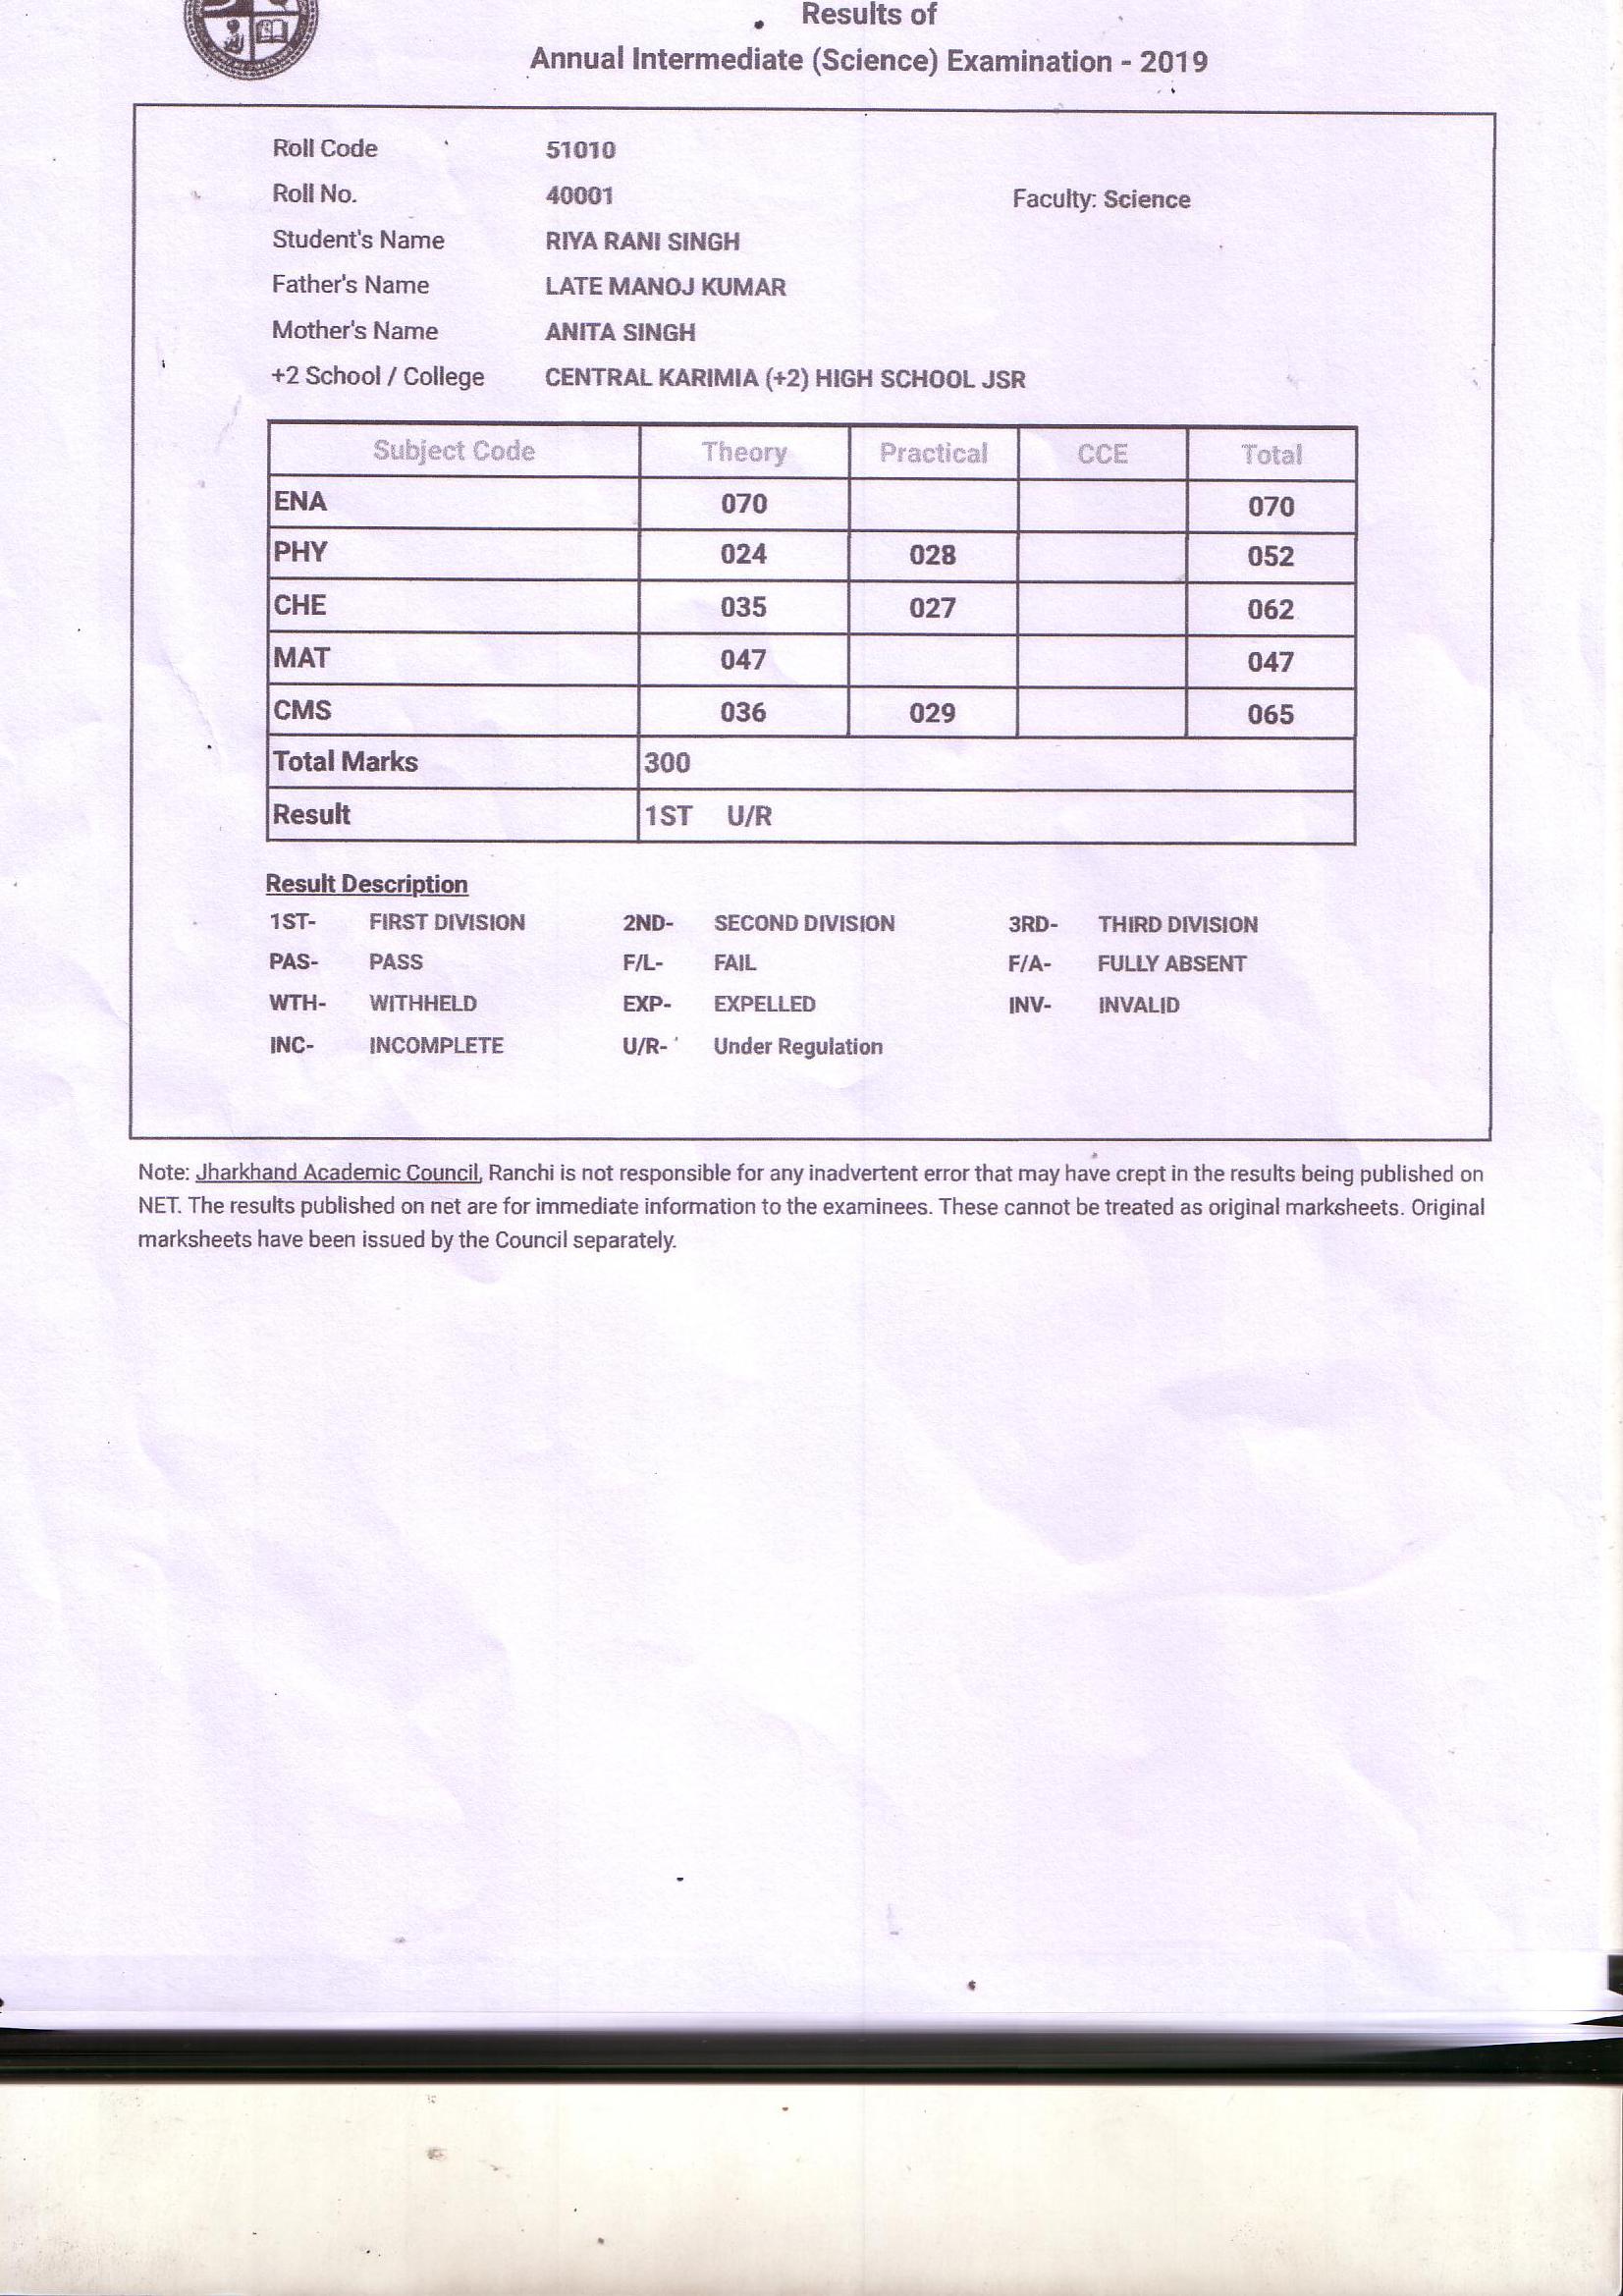 Results of
Annual Intermediate (Science) Examination - 2019
Roll Code 51010
Roll No. 40001 Faculty: Science
Student's Name RIYA RANI SINGH
Father's Name LATE MANOJ KUMAR
Mother's Name ANITA SINGH
+2 School / College CENTRAL KARIMIA (+2) HIGH SCHOOL JSR
Subject Code Theory Practical CCE Total
ENA 070 070
PHY 024 028 052
CHE 035 027 062
MAT 047 047
CMS 036 029 065
Total Marks 300
Result 1ST U/R
Result Description
1ST- FIRST DIVISION 2ND- SECOND DIVISION 3RD- THIRD DIVISION
PAS- PASS F/L- FAIL F/A- FULLY ABSENT
WTH- WITHHELD EXP- EXPELLED INV- INVALID
INC- INCOMPLETE U/R- Under Regulation
Note: Jharkhand Academic Council, Ranchi is not responsible for any inadvertent error that may have crept in the results being published on
NET. The results published on net are for immediate information to the examinees. These cannot be treated as original marksheets. Original
marksheets have been issued by the Council separately.